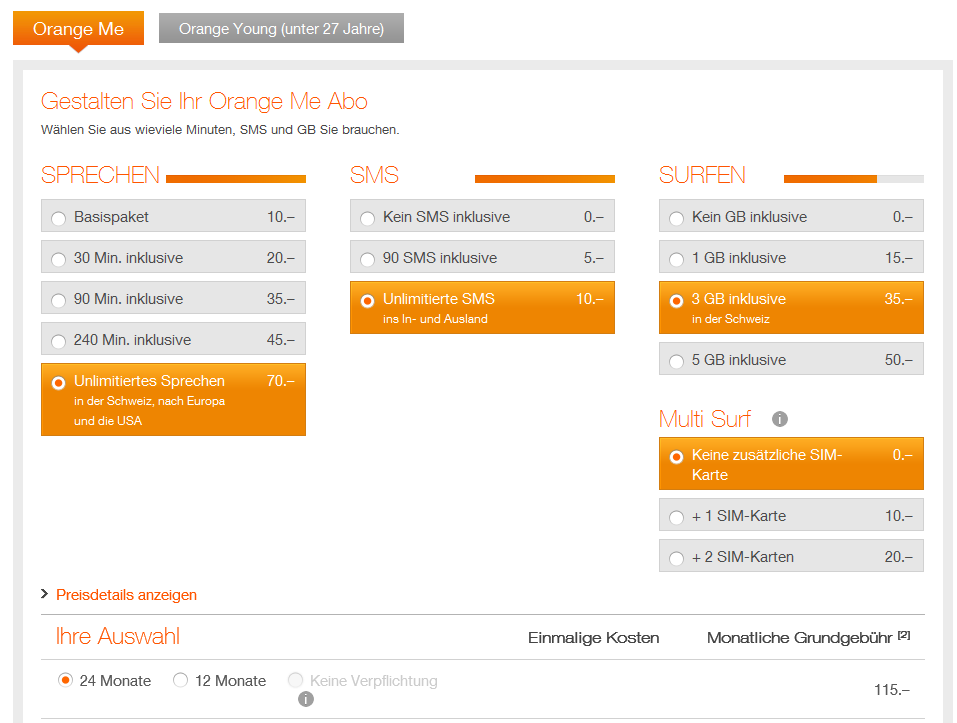 Orange Me
Orange Young (unter 27 Jahre)
Gestalten Sie Ihr Orange Me Abo
Wählen Sie aus wieviele Minuten, SMS und GB Sie brauchen.
SPRECHEN
Basispaket 10.–
30 Min. inklusive 20.–
90 Min. inklusive 35.–
240 Min. inklusive 45.–
Unlimitiertes Sprechen 70.–
in der Schweiz, nach Europa
und die USA
SMS
Kein SMS inklusive 0.–
90 SMS inklusive 5.–
Unlimitierte SMS 10.–
ins In- und Ausland
SURFEN
Kein GB inklusive 0.–
1 GB inklusive 15.–
3 GB inklusive 35.–
in der Schweiz
5 GB inklusive 50.–
Multi Surf i
Keine zusätzliche SIM- 0.–
Karte
+ 1 SIM-Karte 10.–
+ 2 SIM-Karten 20.–
Preisdetails anzeigen
Ihre Auswahl Einmalige Kosten Monatliche Grundgebühr [2]
24 Monate 12 Monate Keine Verpflichtung
i
115.–